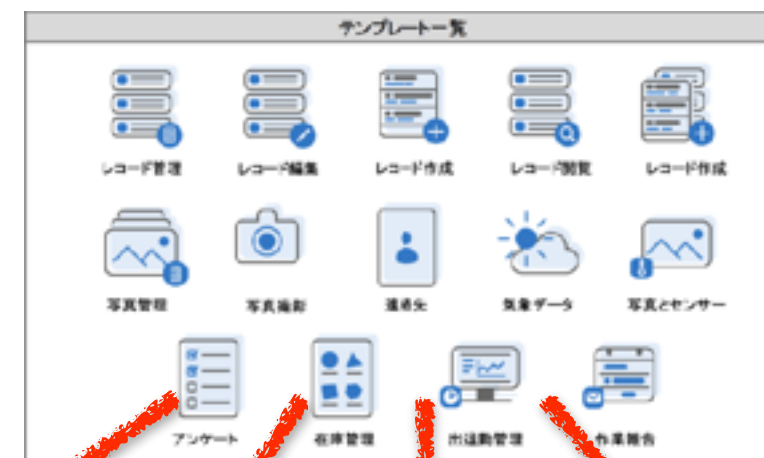 テンプレート一覧
レコード管理 レコード編集 レコード作成 レコード閲覧 レコード作成
写真管理 写真撮影 連絡先 気象データ 写真とセンサー
アンケート 在庫管理 出退勤管理 作業報告